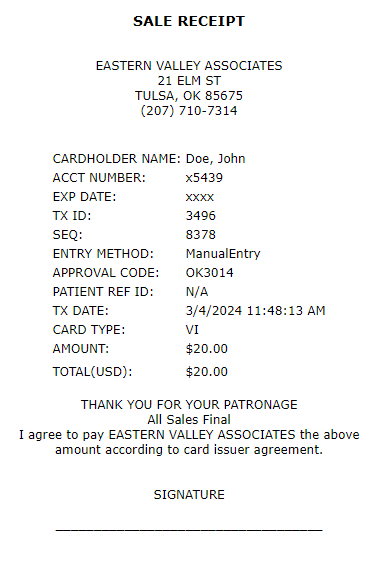 SALE RECEIPT
EASTERN VALLEY ASSOCIATES
21 ELM ST
TULSA, OK 85675
(207) 710-7314
CARDHOLDER NAME: Doe, John
ACCT NUMBER: x5439
EXP DATE: xxxx
TX ID: 3496
SEQ: 8378
ENTRY METHOD: ManualEntry
APPROVAL CODE: OK3014
PATIENT REF ID: N/A
TX DATE: 3/4/2024 11:48:13 AM
CARD TYPE: VI
AMOUNT: $20.00
TOTAL(USD): $20.00
THANK YOU FOR YOUR PATRONAGE
All Sales Final
I agree to pay EASTERN VALLEY ASSOCIATES the above
amount according to card issuer agreement.
SIGNATURE